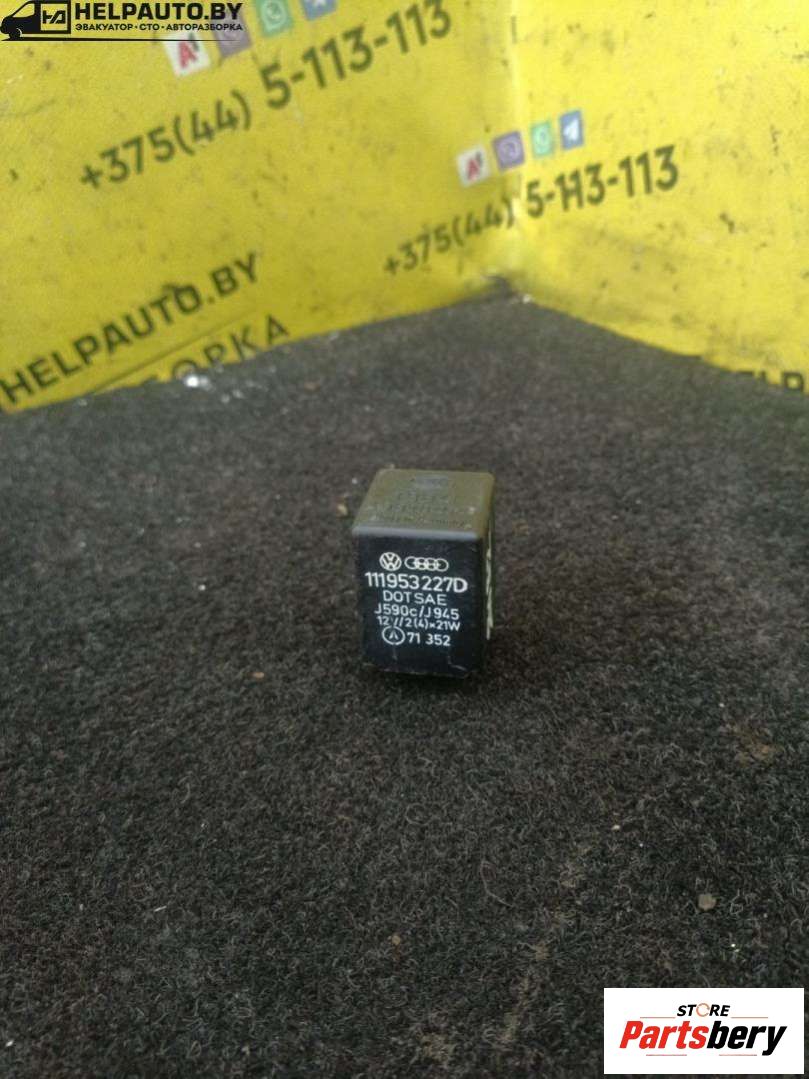 HELPAUTO.BY
ЭВАКУАТОР·СТО·АВТОРАЗБОРКА
+375(44) 5-113-113
+375(44) 5-113-113
HELPAUTO.BY
111953227D
DOT SAE
J590c/J945
12V/2(4)×21W
A 71 352
STORE
Partsbery